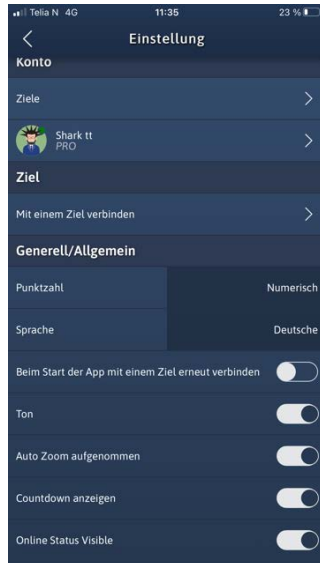 Telia N 4G 11:35 23 %
Einstellung
Konto
Ziele
Shark tt
PRO
Ziel
Mit einem Ziel verbinden
Generell/Allgemein
Punktzahl Numerisch
Sprache Deutsche
Beim Start der App mit einem Ziel erneut verbinden
Ton
Auto Zoom aufgenommen
Countdown anzeigen
Online Status Visible